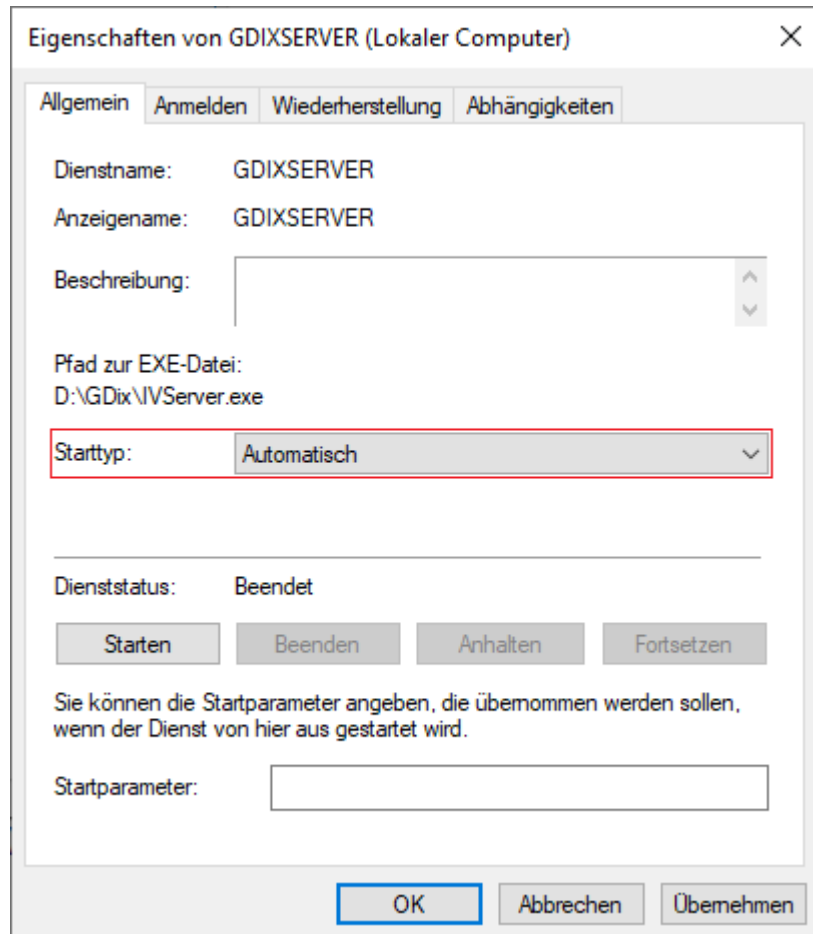 Eigenschaften von GDIXSERVER (Lokaler Computer)
Allgemein Anmelden Wiederherstellung Abhängigkeiten
Dienstname: GDIXSERVER
Anzeigename: GDIXSERVER
Beschreibung:
Pfad zur EXE-Datei:
D:\GDix\IVServer.exe
Starttyp: Automatisch
Dienststatus: Beendet
Starten Beenden Anhalten Fortsetzen
Sie können die Startparameter angeben, die übernommen werden sollen,
wenn der Dienst von hier aus gestartet wird.
Startparameter:
OK Abbrechen Übernehmen